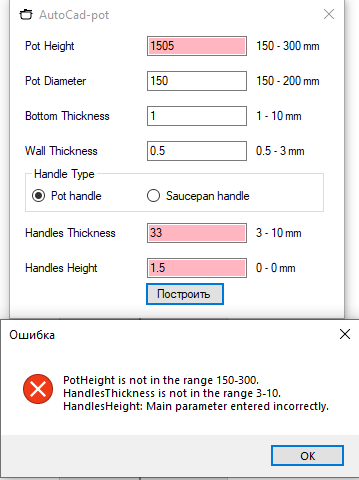 AutoCad-pot
Pot Height 1505 150 - 300 mm
Pot Diameter 150 150 - 200 mm
Bottom Thickness 1 1 - 10 mm
Wall Thickness 0.5 0.5 - 3 mm
Handle Type
Pot handle Saucepan handle
Handles Thickness 33 3 - 10 mm
Handles Height 1.5 0 - 0 mm
Построить
Ошибка
PotHeight is not in the range 150-300.
HandlesThickness is not in the range 3-10.
HandlesHeight: Main parameter entered incorrectly.
OK